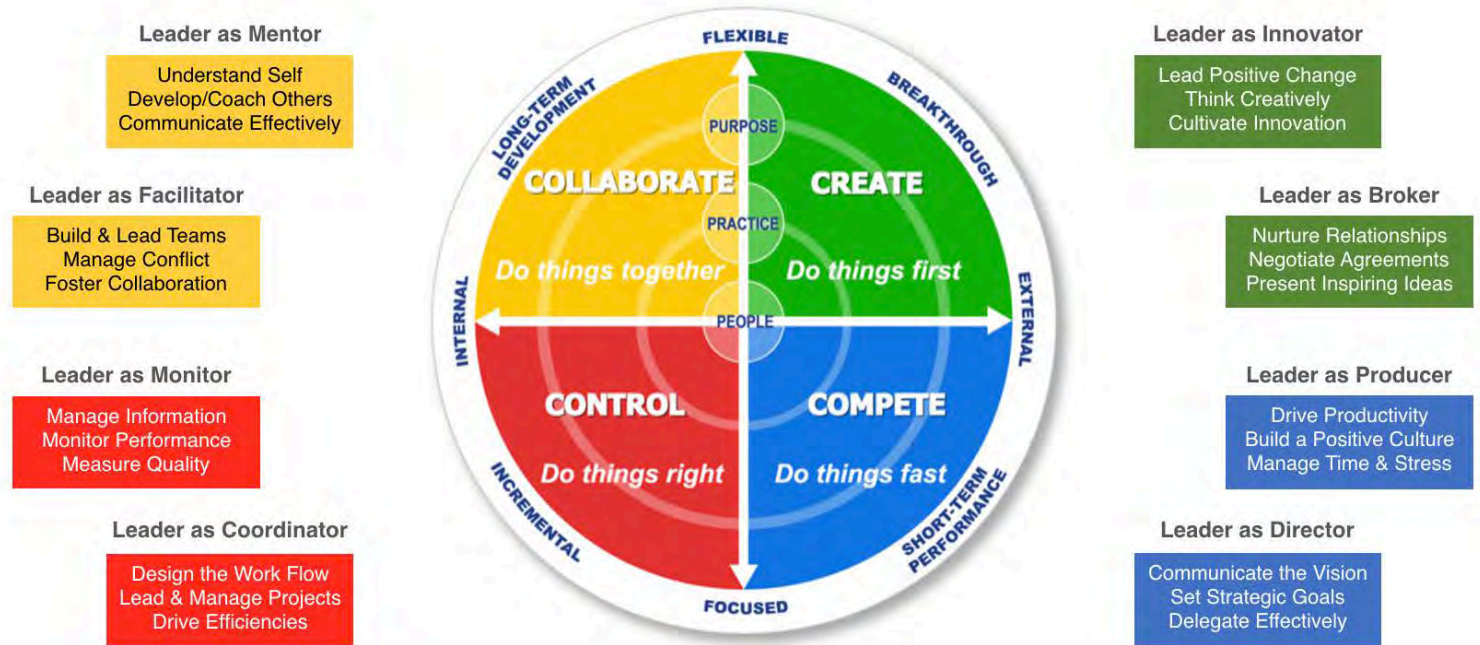 Leader as Mentor
Understand Self
Develop/Coach Others
Communicate Effectively
Leader as Facilitator
Build & Lead Teams
Manage Conflict
Foster Collaboration
Leader as Monitor
Manage Information
Monitor Performance
Measure Quality
Leader as Coordinator
Design the Work Flow
Lead & Manage Projects
Drive Efficiencies
FLEXIBLE
LONG-TERM
DEVELOPMENT
BREAKTHROUGH
PURPOSE
COLLABORATE
CREATE
PRACTICE
Do things together
Do things first
INTERNAL
PEOPLE
EXTERNAL
CONTROL
COMPETE
Do things right
Do things fast
INCREMENTAL
SHORT-TERM
PERFORMANCE
FOCUSED
Leader as Innovator
Lead Positive Change
Think Creatively
Cultivate Innovation
Leader as Broker
Nurture Relationships
Negotiate Agreements
Present Inspiring Ideas
Leader as Producer
Drive Productivity
Build a Positive Culture
Manage Time & Stress
Leader as Director
Communicate the Vision
Set Strategic Goals
Delegate Effectively